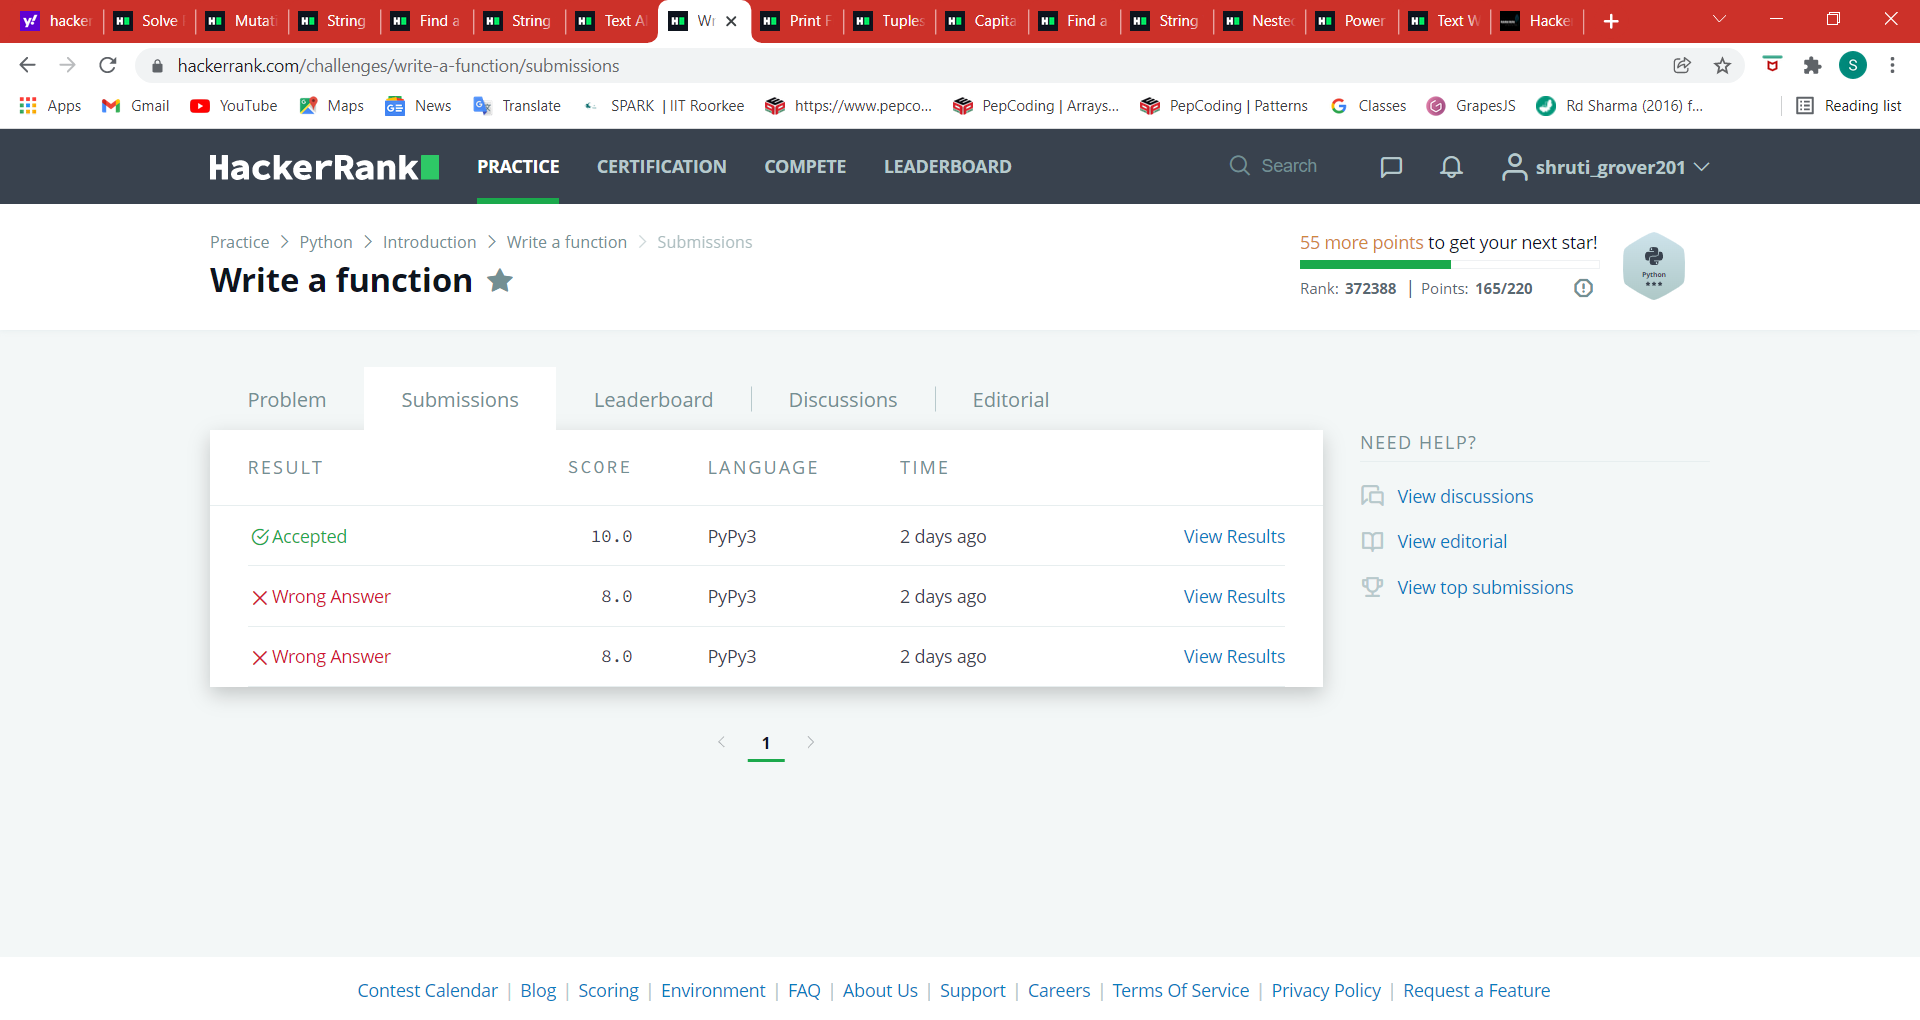 hacker Solve Mutati String Find a String Text Al Wr Print F Tuples Capita Find a String Nested Power Text W Hacke
hackerrank.com/challenges/write-a-function/submissions S
Apps Gmail YouTube Maps News Translate SPARK | IIT Roorkee https://www.pepco... PepCoding | Arrays... PepCoding | Patterns Classes GrapesJS Rd Sharma (2016) f... Reading list
HackerRank PRACTICE CERTIFICATION COMPETE LEADERBOARD Search shruti_grover201
Practice > Python > Introduction > Write a function > Submissions
Write a function
55 more points to get your next star!
Rank: 372388 | Points: 165/220
Python
Problem Submissions Leaderboard Discussions Editorial
RESULT SCORE LANGUAGE TIME
Accepted 10.0 PyPy3 2 days ago View Results
Wrong Answer 8.0 PyPy3 2 days ago View Results
Wrong Answer 8.0 PyPy3 2 days ago View Results
1
NEED HELP?
View discussions
View editorial
View top submissions
Contest Calendar | Blog | Scoring | Environment | FAQ | About Us | Support | Careers | Terms Of Service | Privacy Policy | Request a Feature